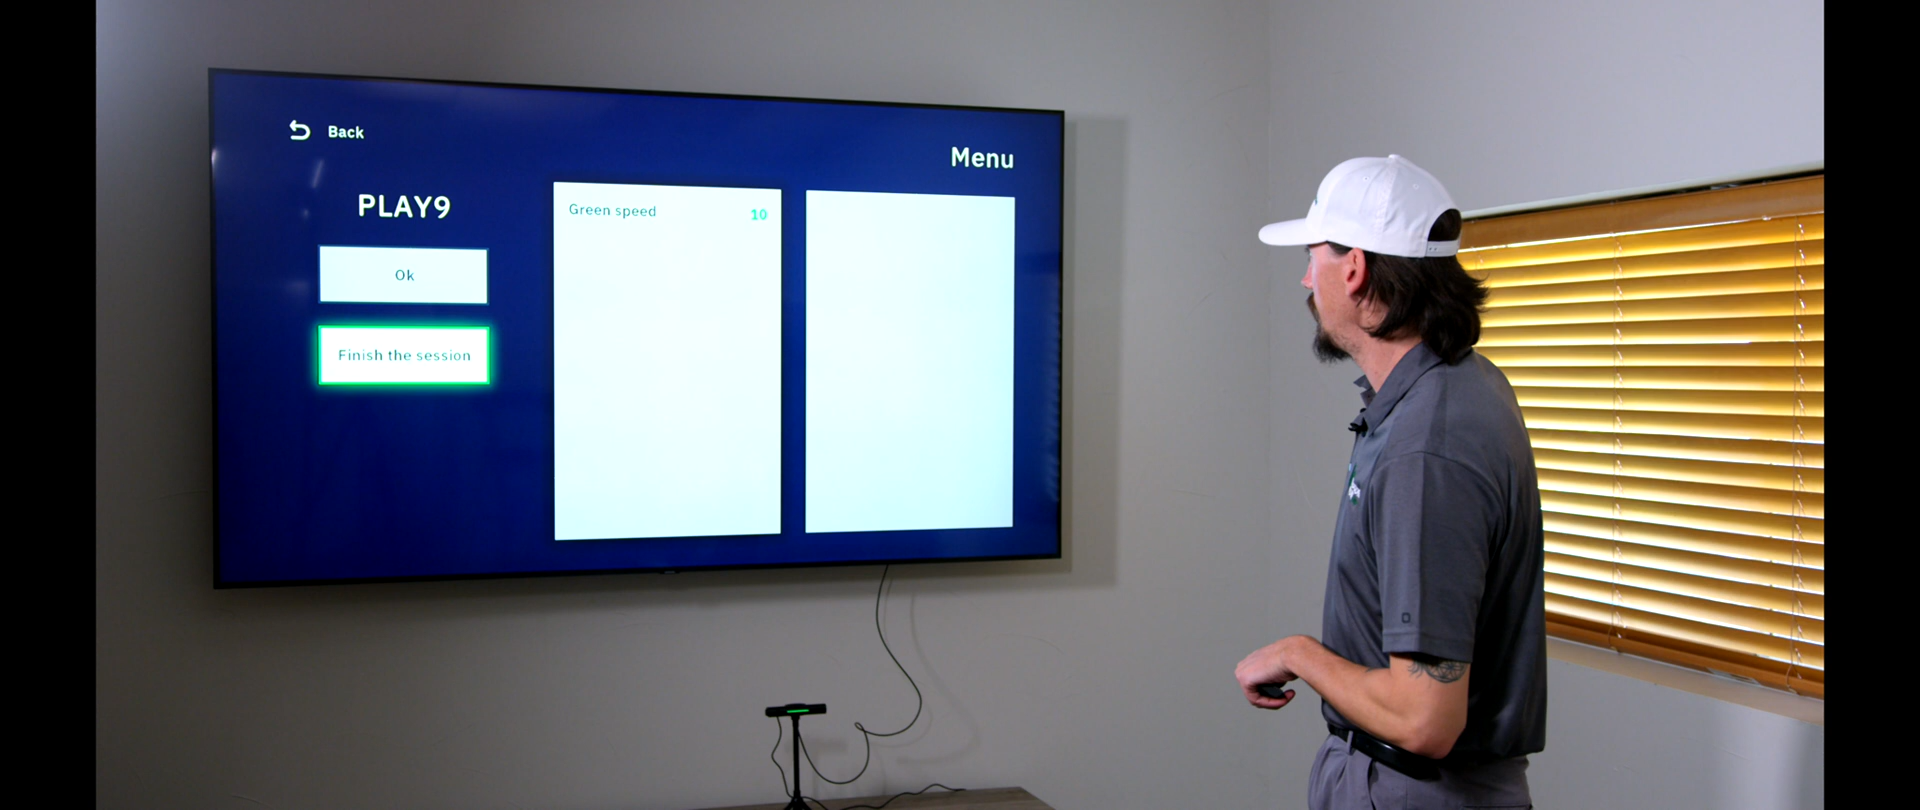 Back
Menu
PLAY9
Ok
Finish the session
Green speed 10